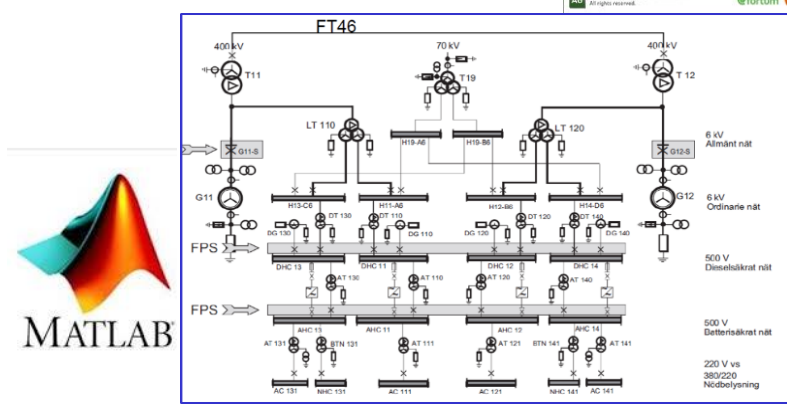 All rights reserved.
@fortum
FT46
400 kV
70 kV
400 kV
T11
T19
T 12
LT 110
LT 120
H19-A6
H19-B6
6 kV
Allmänt nät
G11-S
G12-S
G11
G12
H13-C6
H11-A6
H12-B6
H14-D6
6 kV
Ordinarie nät
DT 130
DT 110
DT 120
DT 140
DG 130
DG 110
DG 120
DG 140
FPS
DHC 13
DHC 11
DHC 12
DHC 14
500 V
Dieselsäkrat nät
AT 130
AT 110
AT 120
AT 140
FPS
AHC 13
AHC 11
AHC 12
AHC 14
500 V
Batterisäkrat nät
AT 131
BTN 131
AT 111
AT 121
BTN 141
AT 141
220 V vs
380/220
Nödbelysning
AC 131
NHC 131
AC 111
AC 121
NHC 141
AC 141
MATLAB